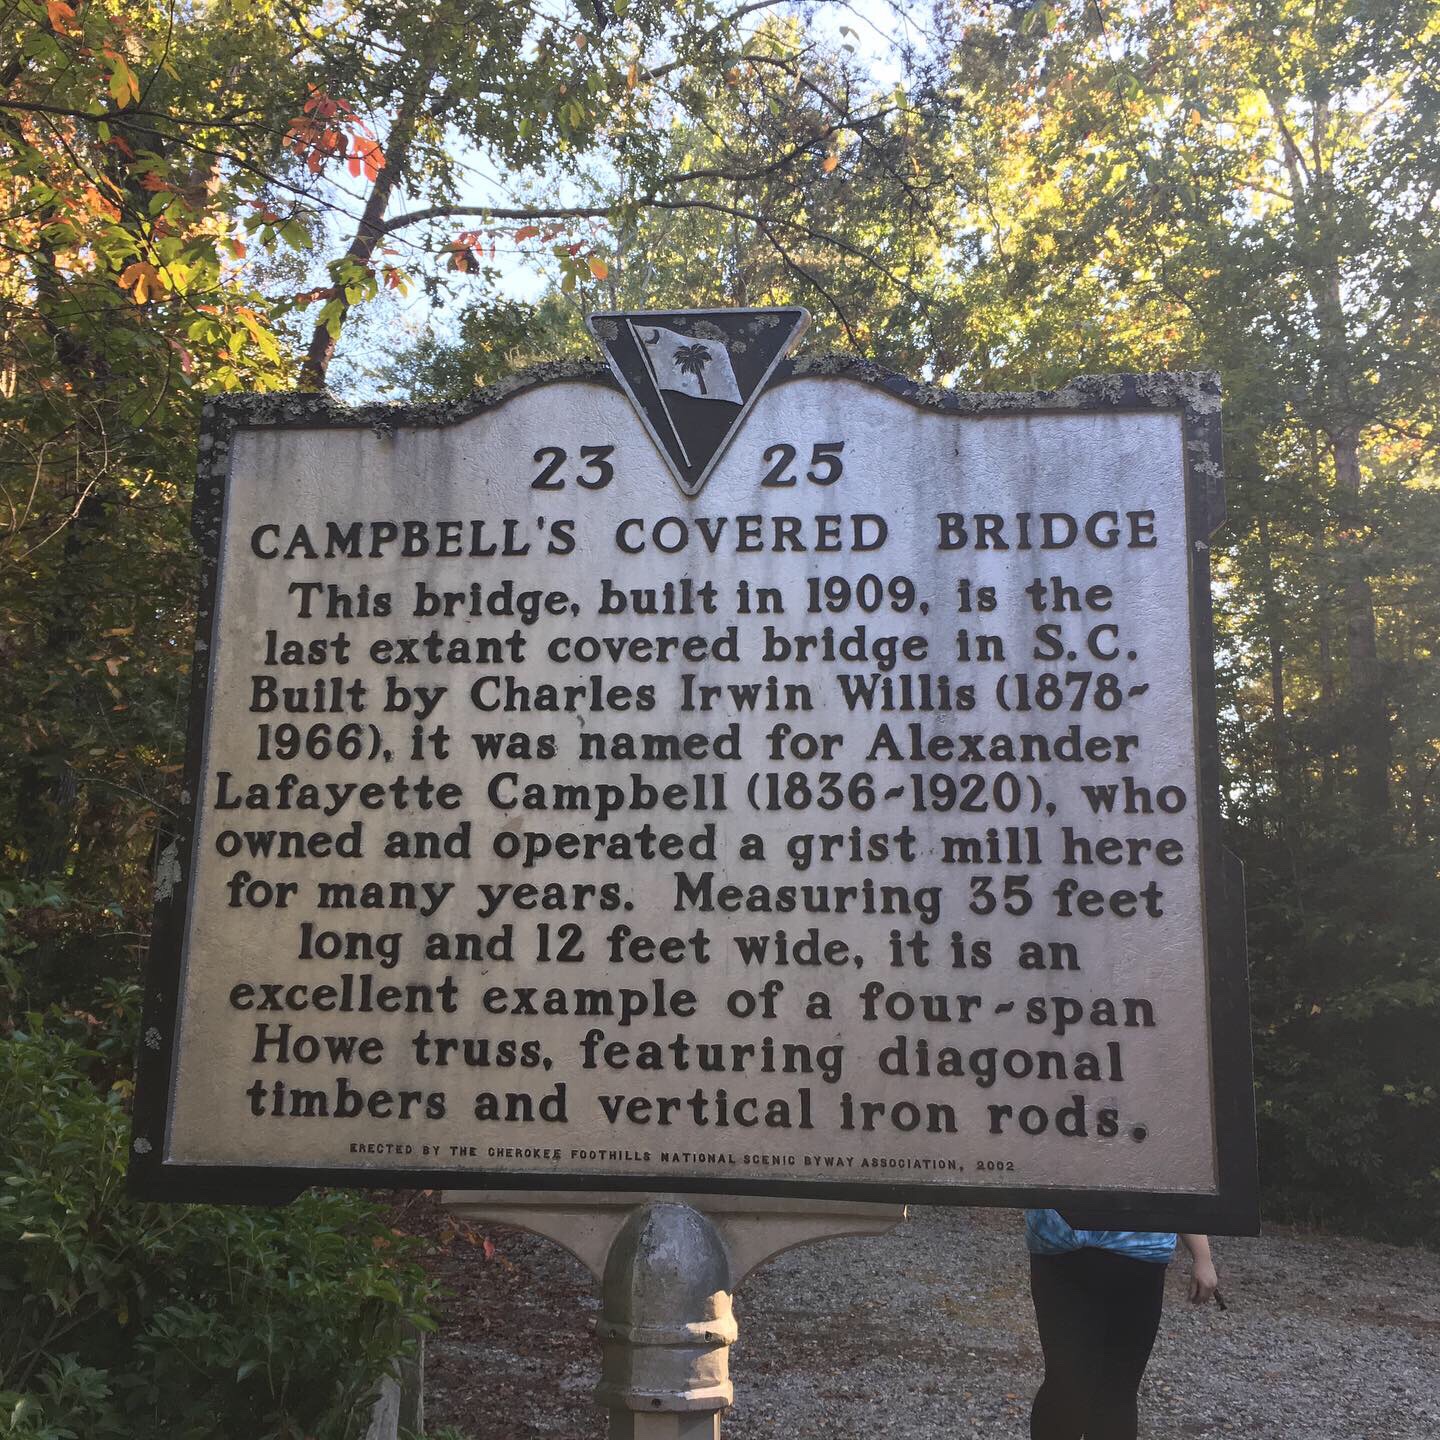 23 25
CAMPBELL'S COVERED BRIDGE
This bridge, built in 1909, is the
last extant covered bridge in S.C.
Built by Charles Irwin Willis (1878~
1966), it was named for Alexander
Lafayette Campbell (1836~1920), who
owned and operated a grist mill here
for many years. Measuring 35 feet
long and 12 feet wide, it is an
excellent example of a four~span
Howe truss, featuring diagonal
timbers and vertical iron rods.
ERECTED BY THE CHEROKEE FOOTHILLS NATIONAL SCENIC BYWAY ASSOCIATION, 2002